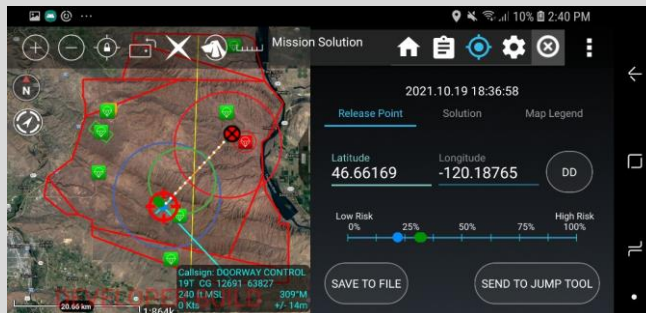 10% 2:40 PM
Mission Solution
N
2021.10.19 18:36:58
Release Point Solution Map Legend
Latitude Longitude
46.66169 -120.18765 DD
Low Risk High Risk
0% 25% 50% 75% 100%
Callsign: DOORWAY CONTROL
19T CG 12691 63827
240 ft MSL 309°M
0 Kts +/- 14m
SAVE TO FILE SEND TO JUMP TOOL
20.66 km 1:864k